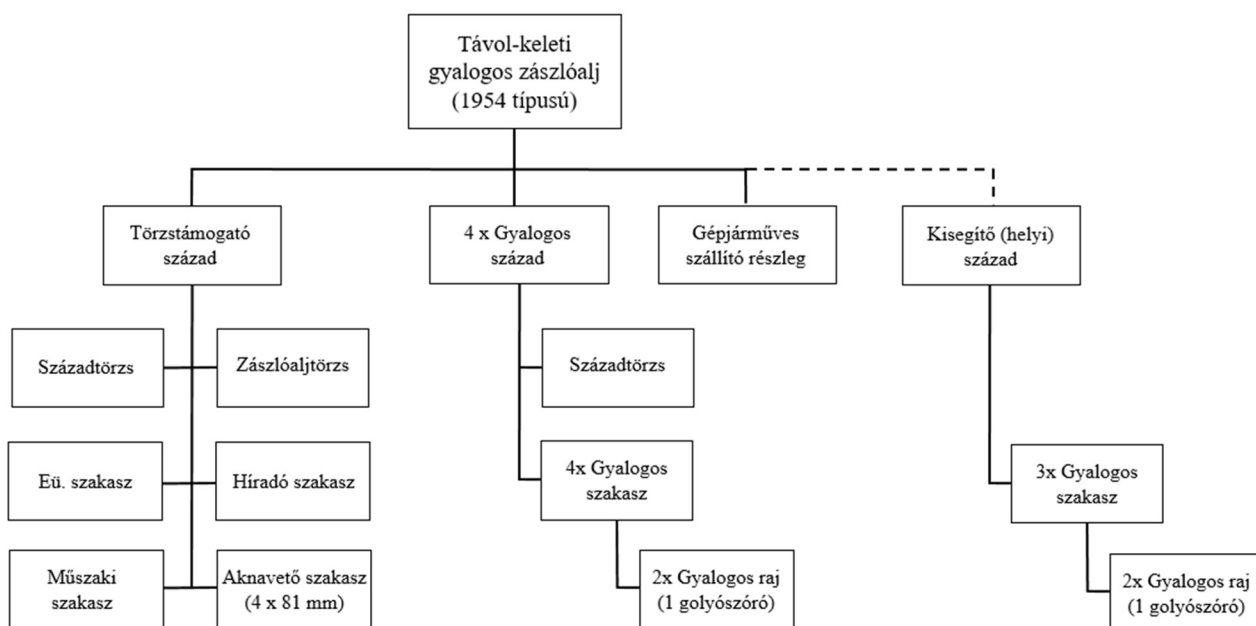 Távol-keleti
gyalogos zászlóalj
(1954 típusú)
Törzstámogató
század
4 x Gyalogos
század
Gépjárműves
szállító részleg
Kisegítő (helyi)
század
Századtörzs
Zászlóaljtörzs
Századtörzs
Eü. szakasz
Híradó szakasz
4x Gyalogos
szakasz
3x Gyalogos
szakasz
Műszaki
szakasz
Aknavető szakasz
(4 x 81 mm)
2x Gyalogos raj
(1 golyószóró)
2x Gyalogos raj
(1 golyószóró)